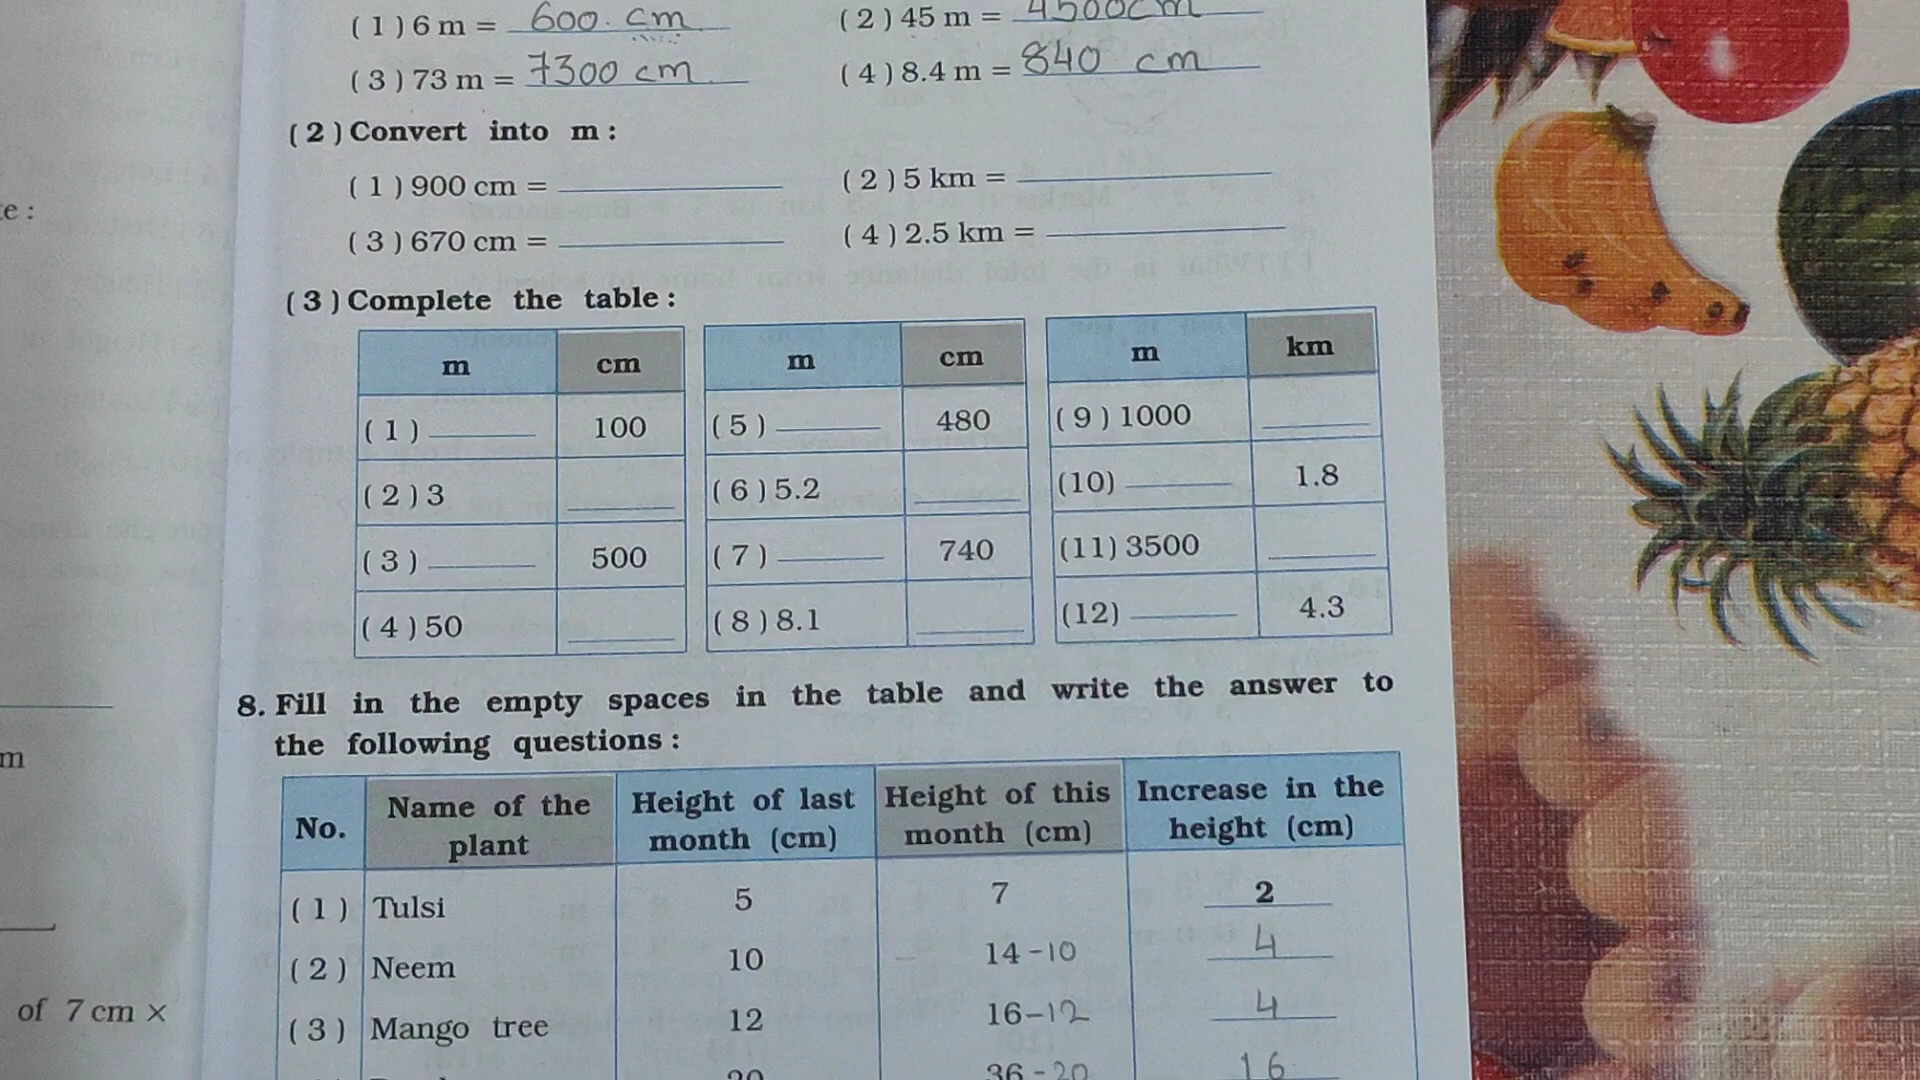 ( 1 ) 6 m = 600. cm ( 2 ) 45 m = 4500cm
( 3 ) 73 m = 7300 cm ( 4 ) 8.4 m = 840 cm
( 2 ) Convert into m :
( 1 ) 900 cm = ( 2 ) 5 km =
( 3 ) 670 cm = ( 4 ) 2.5 km =
e :
( 3 ) Complete the table :
m cm m cm m km
( 1 ) 100 ( 5 ) 480 ( 9 ) 1000
( 2 ) 3 ( 6 ) 5.2 (10) 1.8
( 3 ) 500 ( 7 ) 740 (11) 3500
( 4 ) 50 ( 8 ) 8.1 (12) 4.3
8. Fill in the empty spaces in the table and write the answer to
the following questions :
m
No. Name of the plant Height of last month (cm) Height of this month (cm) Increase in the height (cm)
( 1 ) Tulsi 5 7 2
( 2 ) Neem 10 14 - 10 4
( 3 ) Mango tree 12 16 - 12 4
of 7 cm ×
36 - 20 16